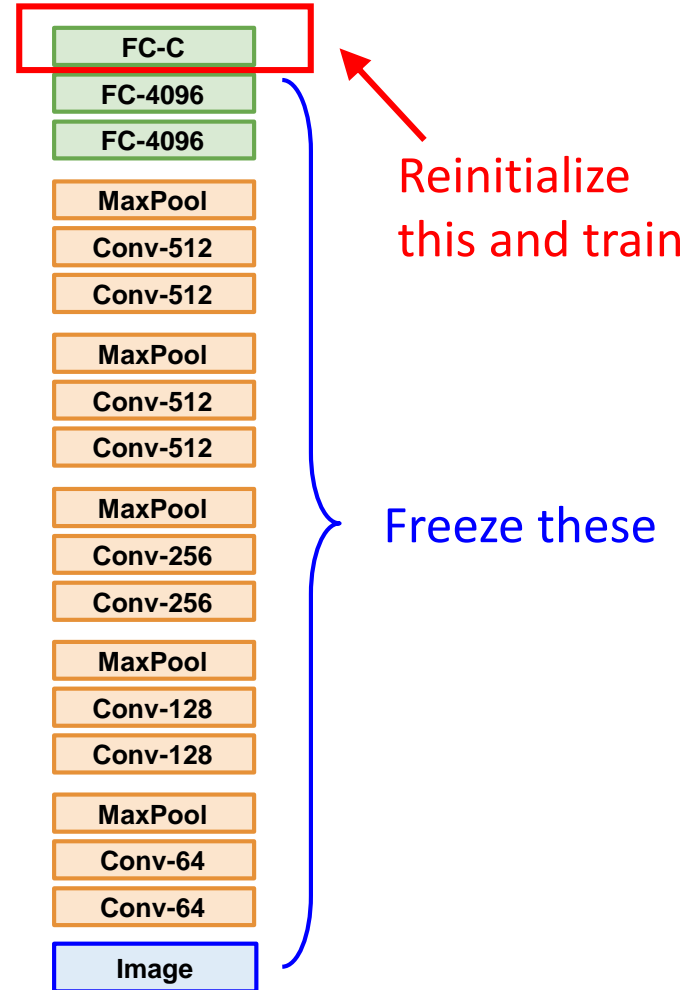 FC-C
FC-4096
FC-4096
MaxPool
Conv-512
Conv-512
MaxPool
Conv-512
Conv-512
MaxPool
Conv-256
Conv-256
MaxPool
Conv-128
Conv-128
MaxPool
Conv-64
Conv-64
Image
Reinitialize
this and train
Freeze these